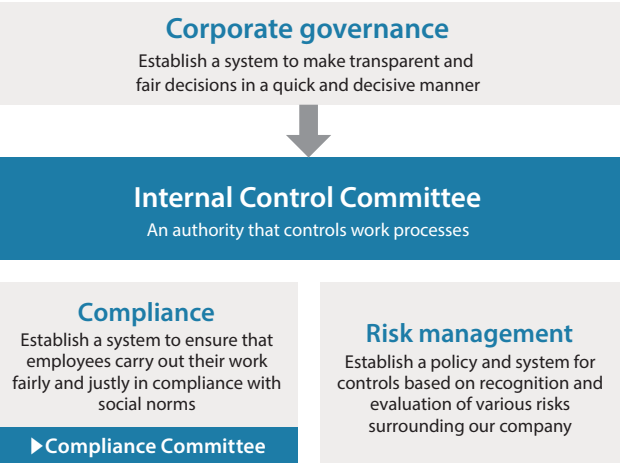 Corporate governance
Establish a system to make transparent and
fair decisions in a quick and decisive manner
Internal Control Committee
An authority that controls work processes
Compliance
Establish a system to ensure that
employees carry out their work
fairly and justly in compliance with
social norms
▶Compliance Committee
Risk management
Establish a policy and system for
controls based on recognition and
evaluation of various risks
surrounding our company